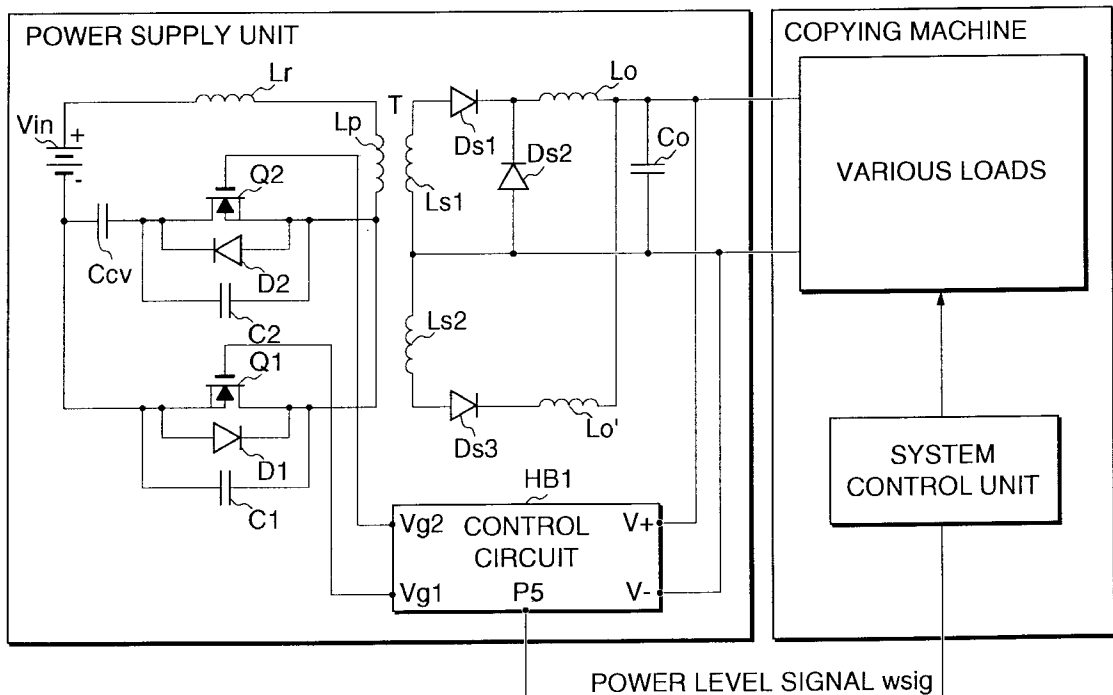 POWER SUPPLY UNIT
COPYING MACHINE
Lr
Lo
T
Vin
+
-
Lp
Ds1
Ds2
Co
VARIOUS LOADS
Q2
Ls1
Ccv
D2
C2
Ls2
Q1
Ds3
Lo'
D1
C1
SYSTEM
CONTROL UNIT
HB1
Vg2
CONTROL
CIRCUIT
V+
Vg1
P5
V-
POWER LEVEL SIGNAL wsig